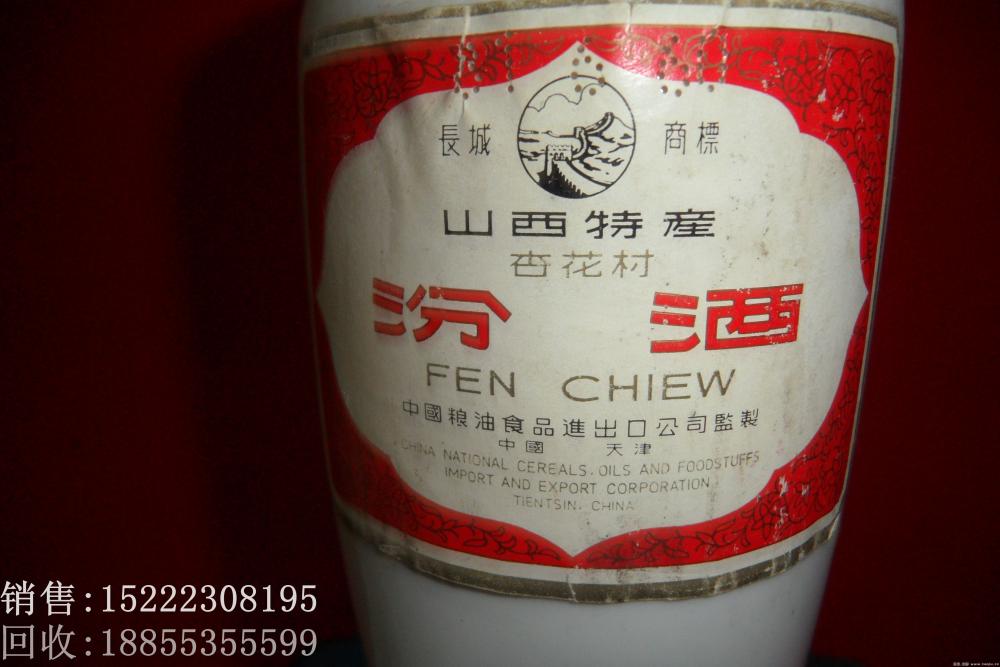 長城 商標
山西特產
杏花村
汾酒
FEN CHIEW
中國粮油食品進出口公司監製
中國 天津
CHINA NATIONAL CEREALS, OILS AND FOODSTUFFS
IMPORT AND EXPORT CORPORATION
TIENTSIN, CHINA
销售:15222308195
回收:18855355599